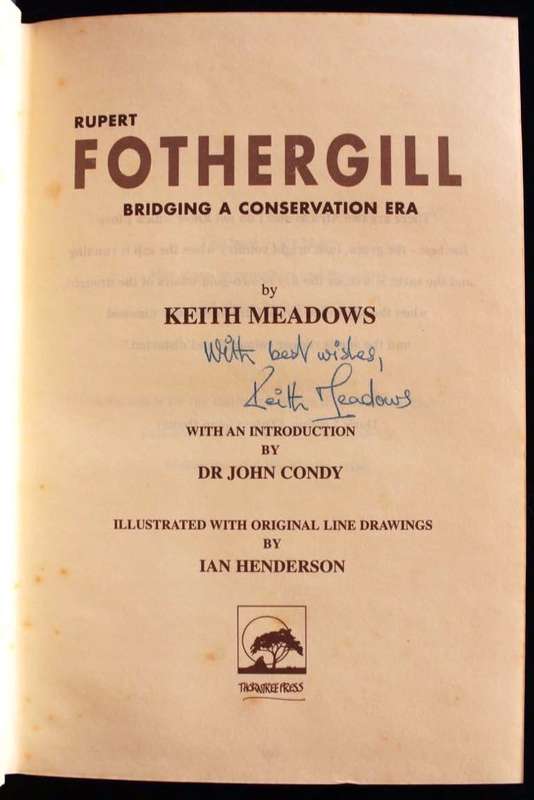 RUPERT
FOTHERGILL
BRIDGING A CONSERVATION ERA
by
KEITH MEADOWS
With best wishes,
Keith Meadows
WITH AN INTRODUCTION
BY
DR JOHN CONDY
ILLUSTRATED WITH ORIGINAL LINE DRAWINGS
BY
IAN HENDERSON
THORNTREE PRESS